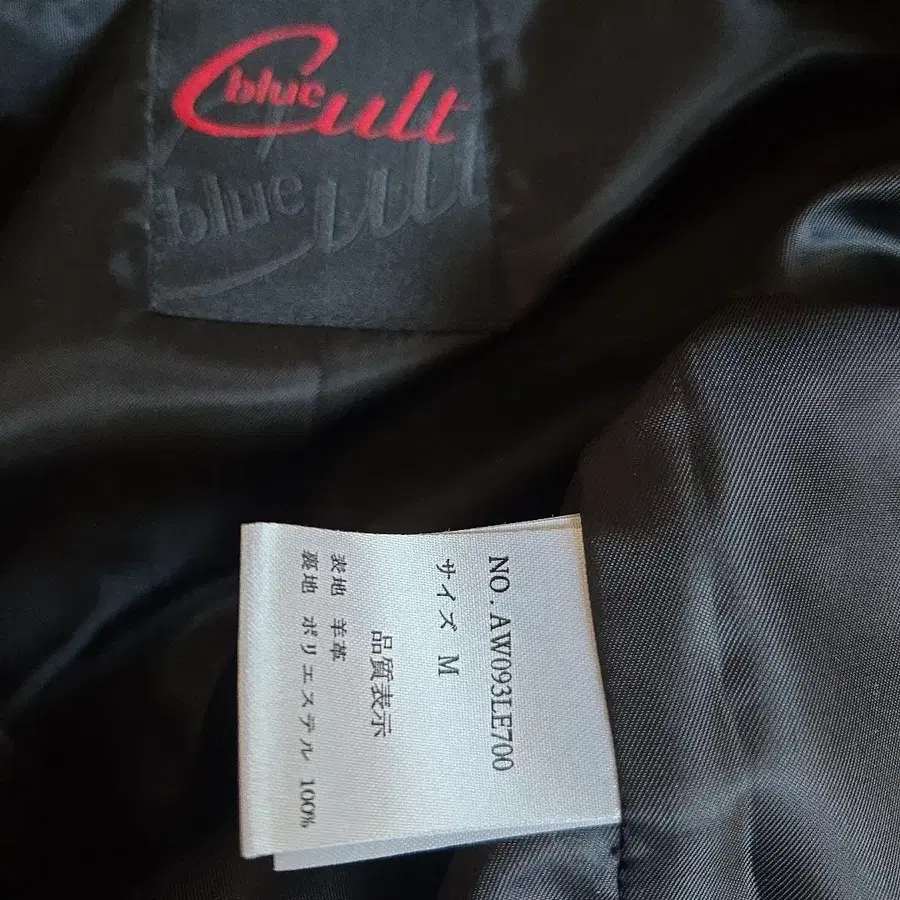 blue Cult
blue Cult
NO. AW093LE700
サイズ M
品質表示
表地 羊革
裏地 ポリエステル 100%